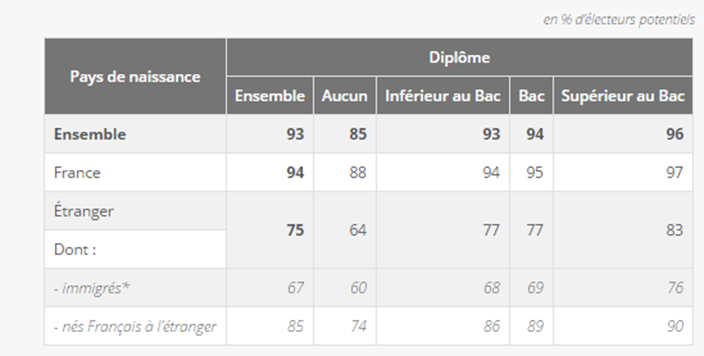 en % d'électeurs potentiels
Pays de naissance
Diplôme
Ensemble Aucun Inférieur au Bac Bac Supérieur au Bac
Ensemble 93 85 93 94 96
France 94 88 94 95 97
Étranger
75 64 77 77 83
Dont :
- immigrés* 67 60 68 69 76
- nés Français à l'étranger 85 74 86 89 90